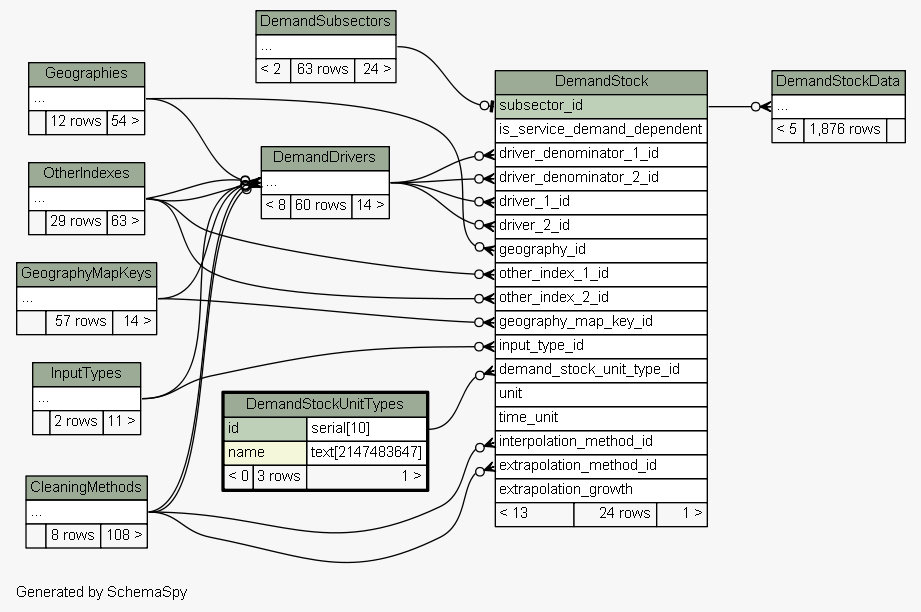 DemandSubsectors
...
< 2 63 rows 24 >
Geographies
...
12 rows 54 >
OtherIndexes
...
29 rows 63 >
GeographyMapKeys
...
57 rows 14 >
InputTypes
...
2 rows 11 >
CleaningMethods
...
8 rows 108 >
DemandDrivers
...
< 8 60 rows 14 >
DemandStockUnitTypes
id serial[10]
name text[2147483647]
< 0 3 rows 1 >
DemandStock
subsector_id
is_service_demand_dependent
driver_denominator_1_id
driver_denominator_2_id
driver_1_id
driver_2_id
geography_id
other_index_1_id
other_index_2_id
geography_map_key_id
input_type_id
demand_stock_unit_type_id
unit
time_unit
interpolation_method_id
extrapolation_method_id
extrapolation_growth
< 13 24 rows 1 >
DemandStockData
...
< 5 1,876 rows
Generated by SchemaSpy